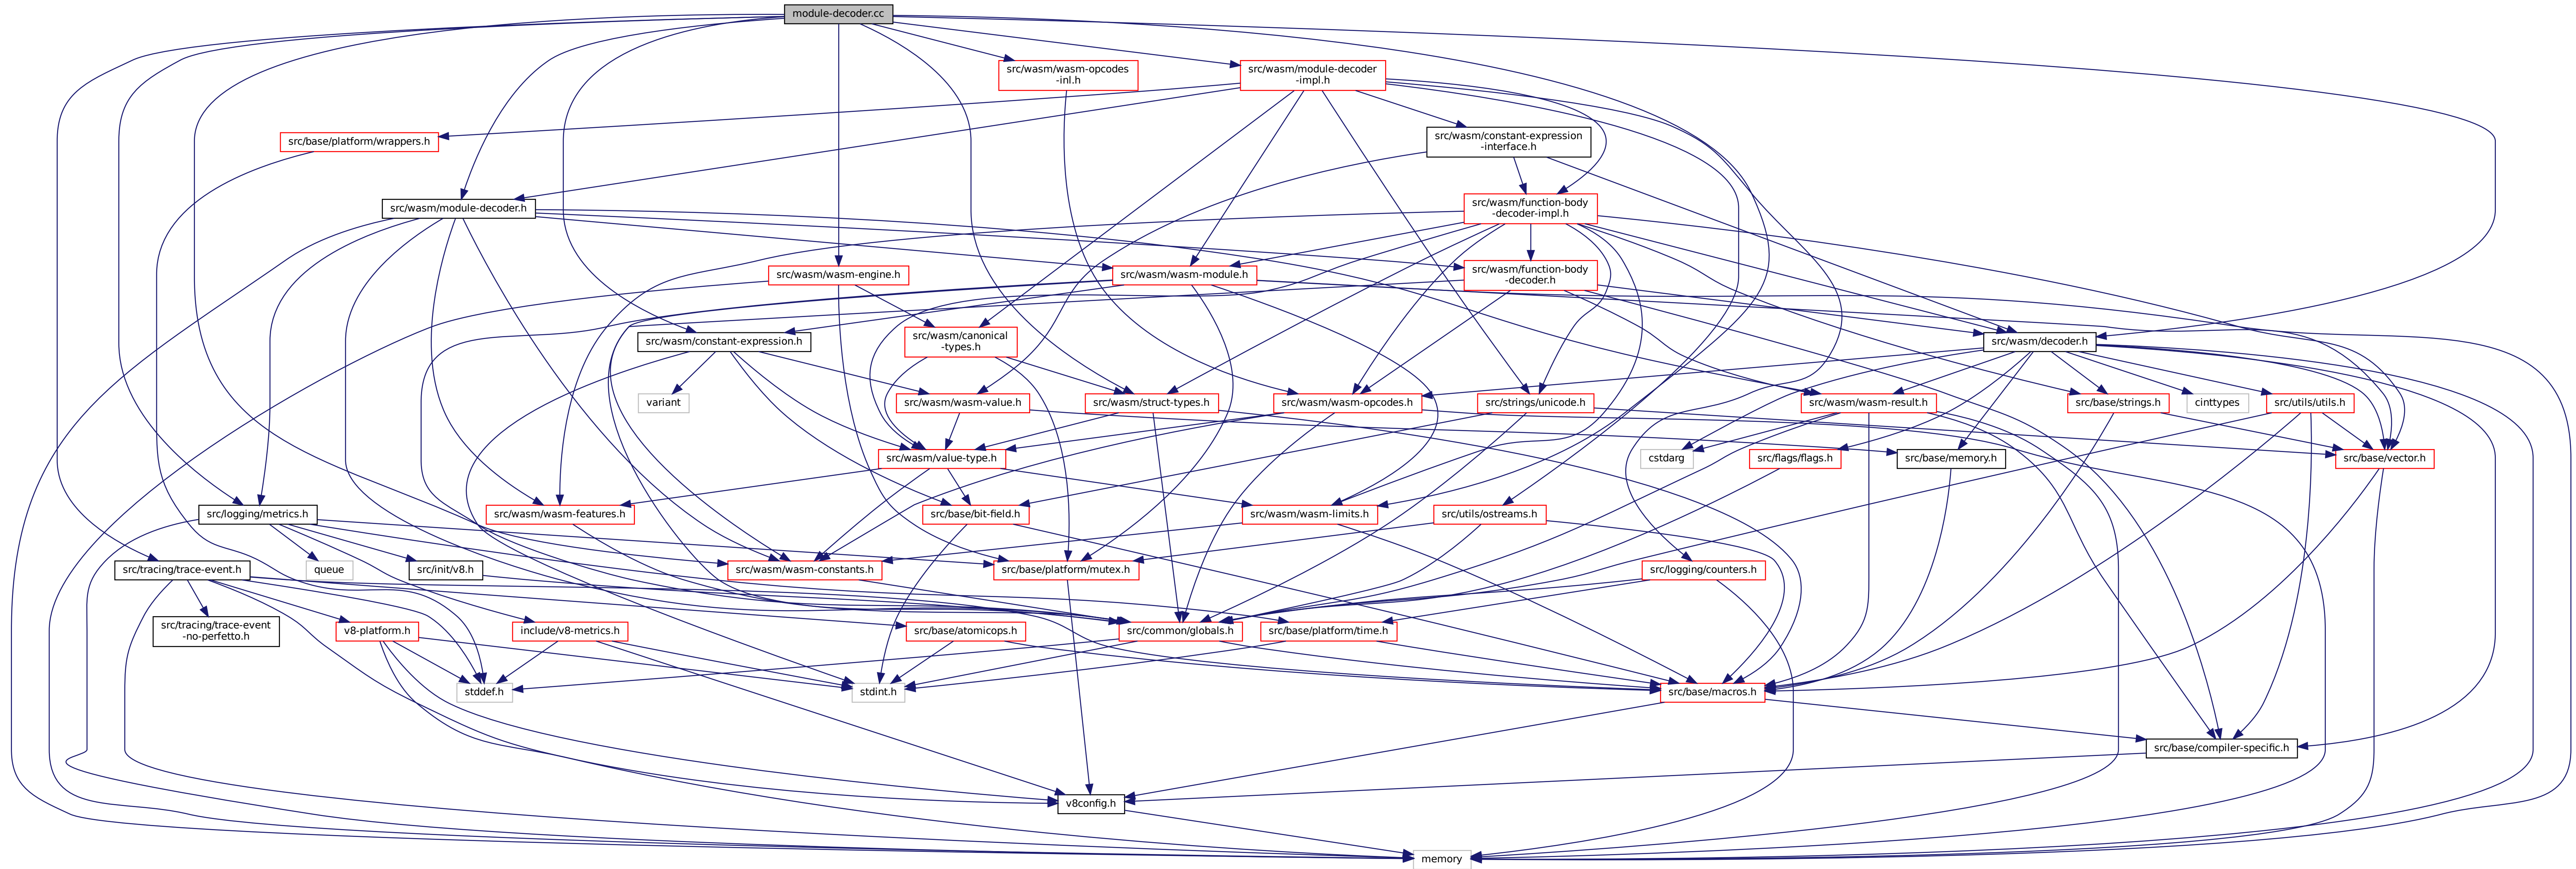 module-decoder.cc
src/wasm/wasm-opcodes
-inl.h
src/wasm/module-decoder
-impl.h
src/base/platform/wrappers.h
src/wasm/constant-expression
-interface.h
src/wasm/module-decoder.h
src/wasm/function-body
-decoder-impl.h
src/wasm/wasm-engine.h
src/wasm/wasm-module.h
src/wasm/function-body
-decoder.h
src/wasm/constant-expression.h
src/wasm/canonical
-types.h
src/wasm/decoder.h
variant
src/wasm/wasm-value.h
src/wasm/struct-types.h
src/wasm/wasm-opcodes.h
src/strings/unicode.h
src/wasm/wasm-result.h
src/base/strings.h
cinttypes
src/utils/utils.h
src/wasm/value-type.h
cstdarg
src/flags/flags.h
src/base/memory.h
src/base/vector.h
src/logging/metrics.h
src/wasm/wasm-features.h
src/base/bit-field.h
src/wasm/wasm-limits.h
src/utils/ostreams.h
src/tracing/trace-event.h
queue
src/init/v8.h
src/wasm/wasm-constants.h
src/base/platform/mutex.h
src/logging/counters.h
src/tracing/trace-event
-no-perfetto.h
v8-platform.h
include/v8-metrics.h
src/base/atomicops.h
src/common/globals.h
src/base/platform/time.h
stddef.h
stdint.h
src/base/macros.h
src/base/compiler-specific.h
v8config.h
memory